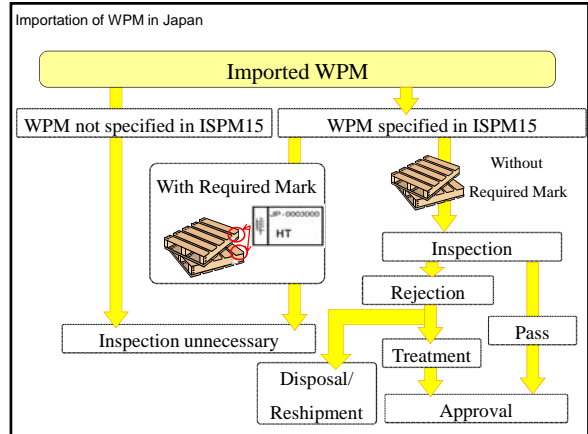 Importation of WPM in Japan
Imported WPM
WPM not specified in ISPM15
WPM specified in ISPM15
With Required Mark
JP-0003000
HT
Without
Required Mark
Inspection
Rejection
Inspection unnecessary
Pass
Treatment
Disposal/
Reshipment
Approval